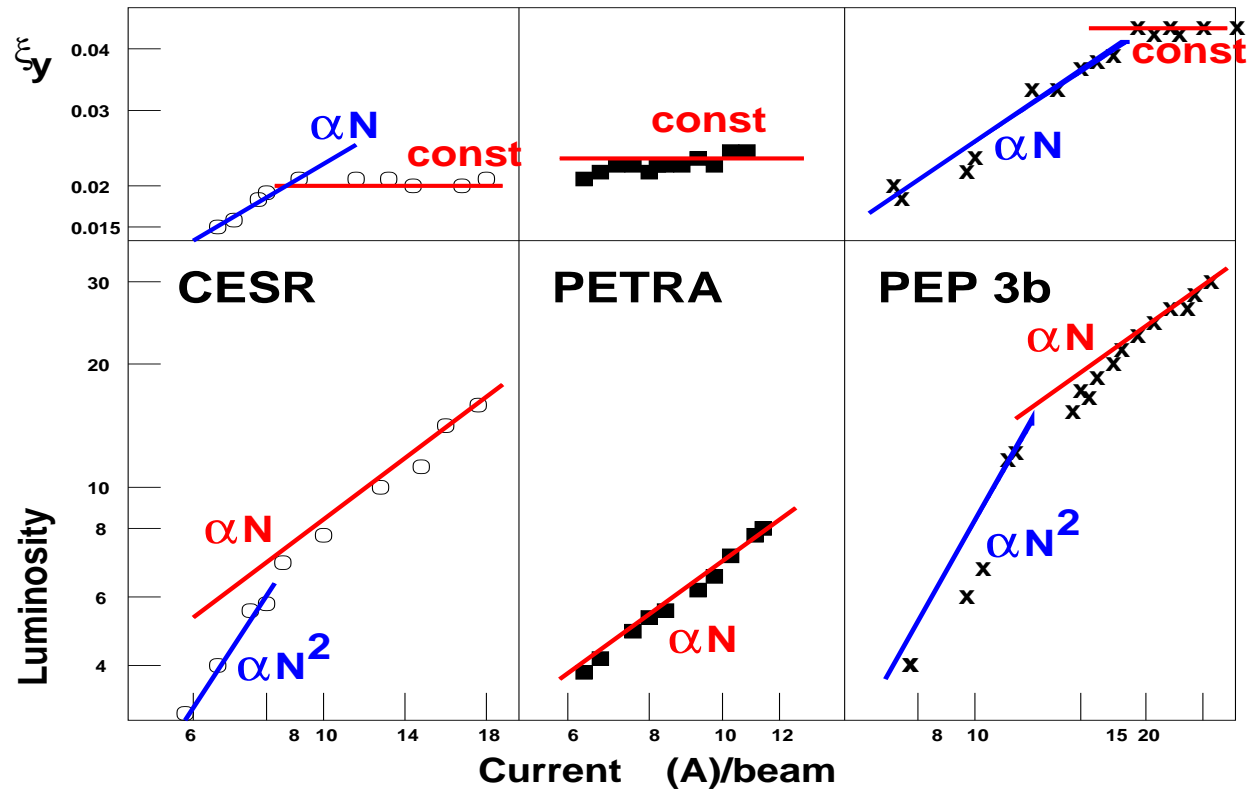 ξy
0.04
0.03
0.02
0.015
αN
const
const
αN
const
CESR
PETRA
PEP 3b
Luminosity
30
20
10
8
6
4
αN
αN²
αN
αN
αN²
6 8 10 14 18
6 8 10 12
8 10 15 20
Current (A)/beam